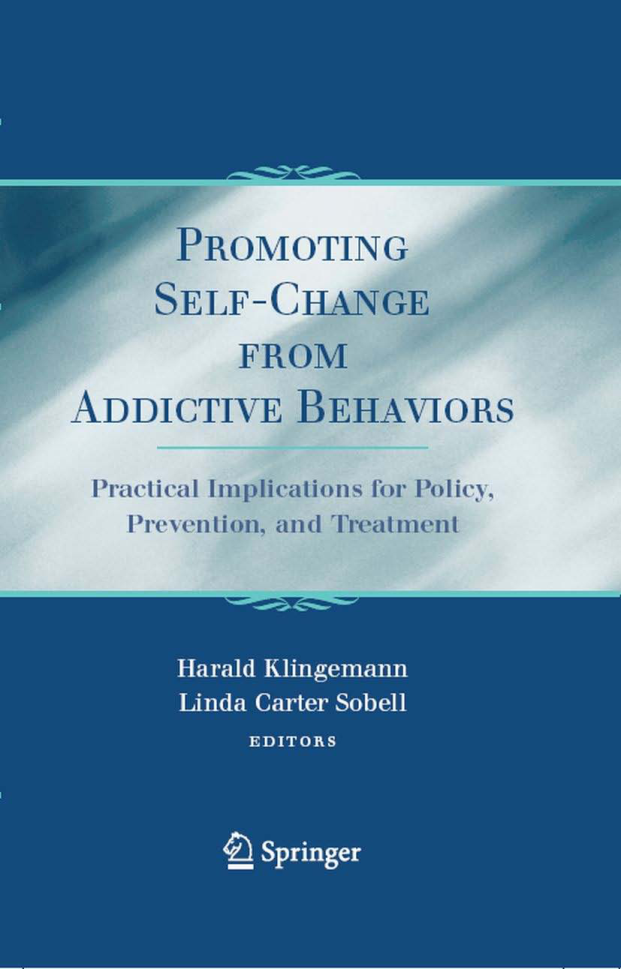 Promoting
Self-Change
from
Addictive Behaviors
Practical Implications for Policy,
Prevention, and Treatment
Harald Klingemann
Linda Carter Sobell
EDITORS
Springer